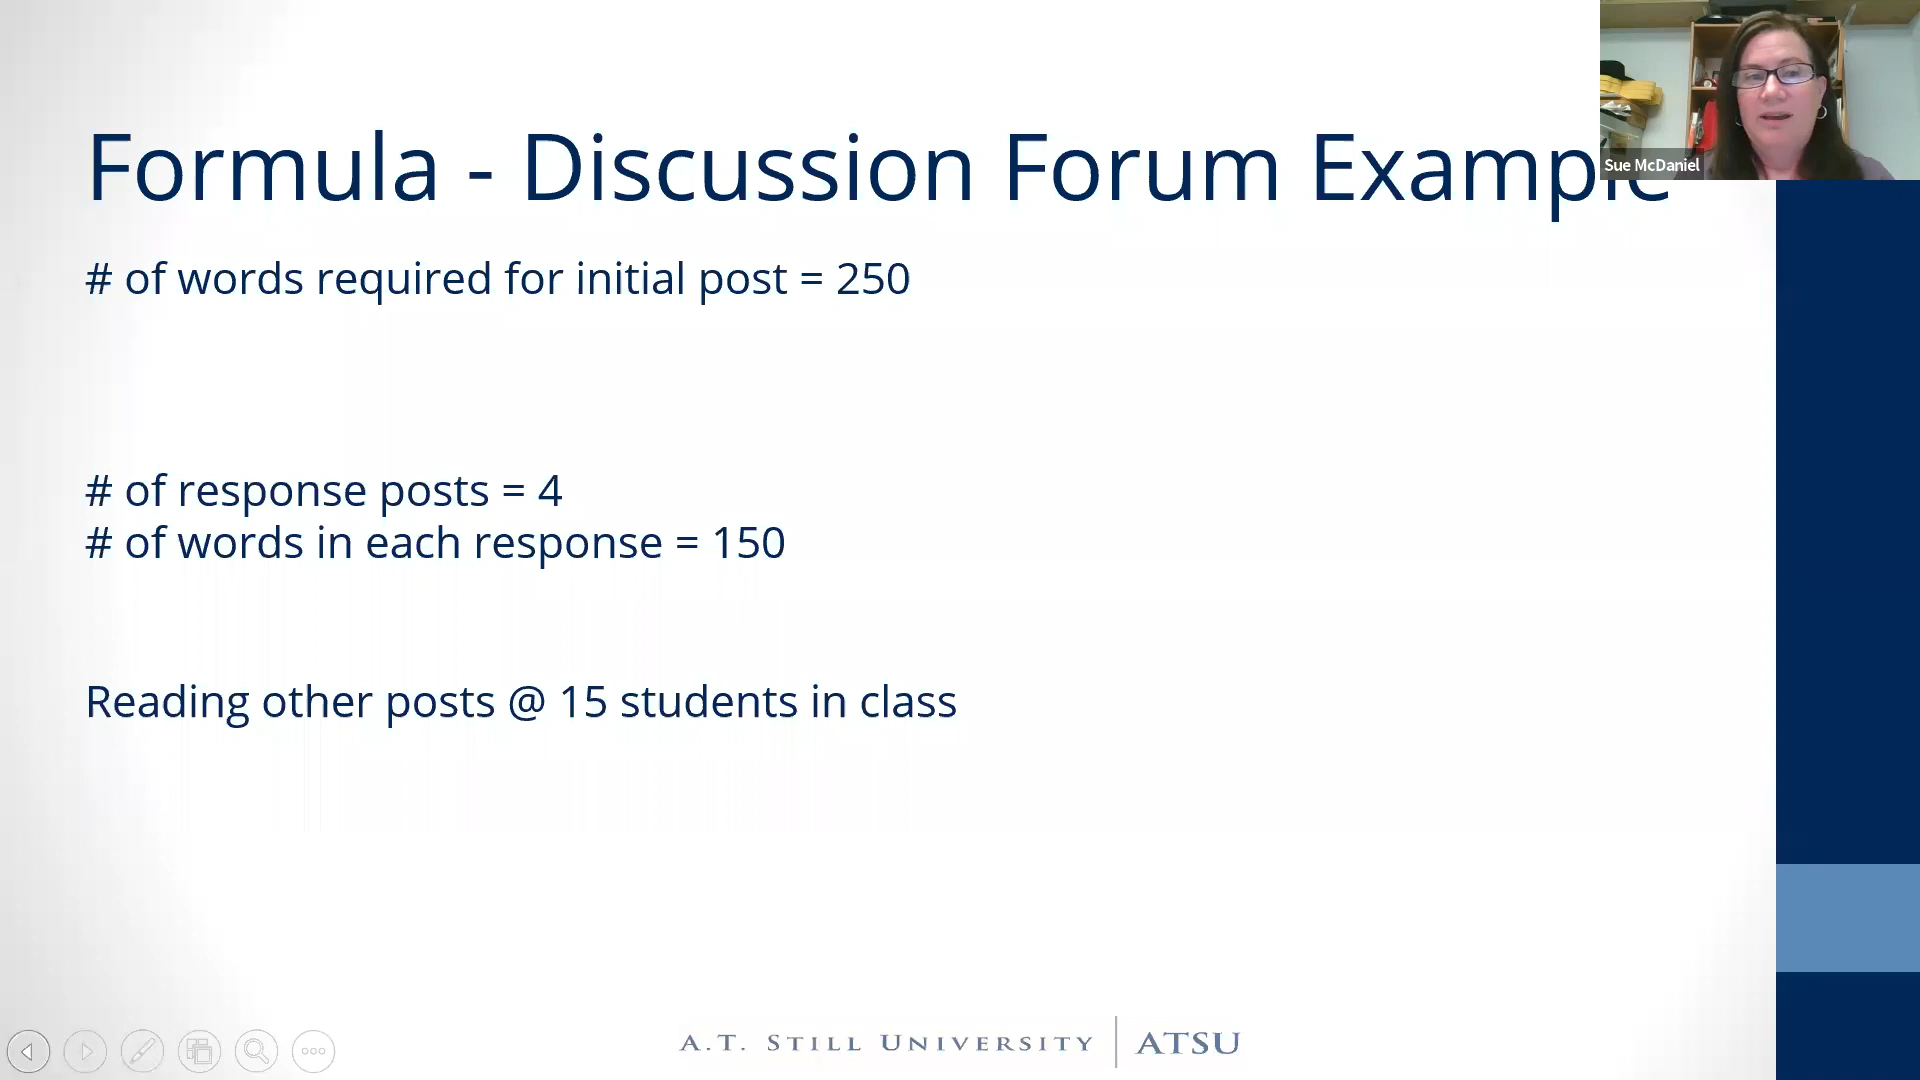 Formula - Discussion Forum Example
Sue McDaniel
# of words required for initial post = 250
# of response posts = 4
# of words in each response = 150
Reading other posts @ 15 students in class
A.T. STILL UNIVERSITY | ATSU